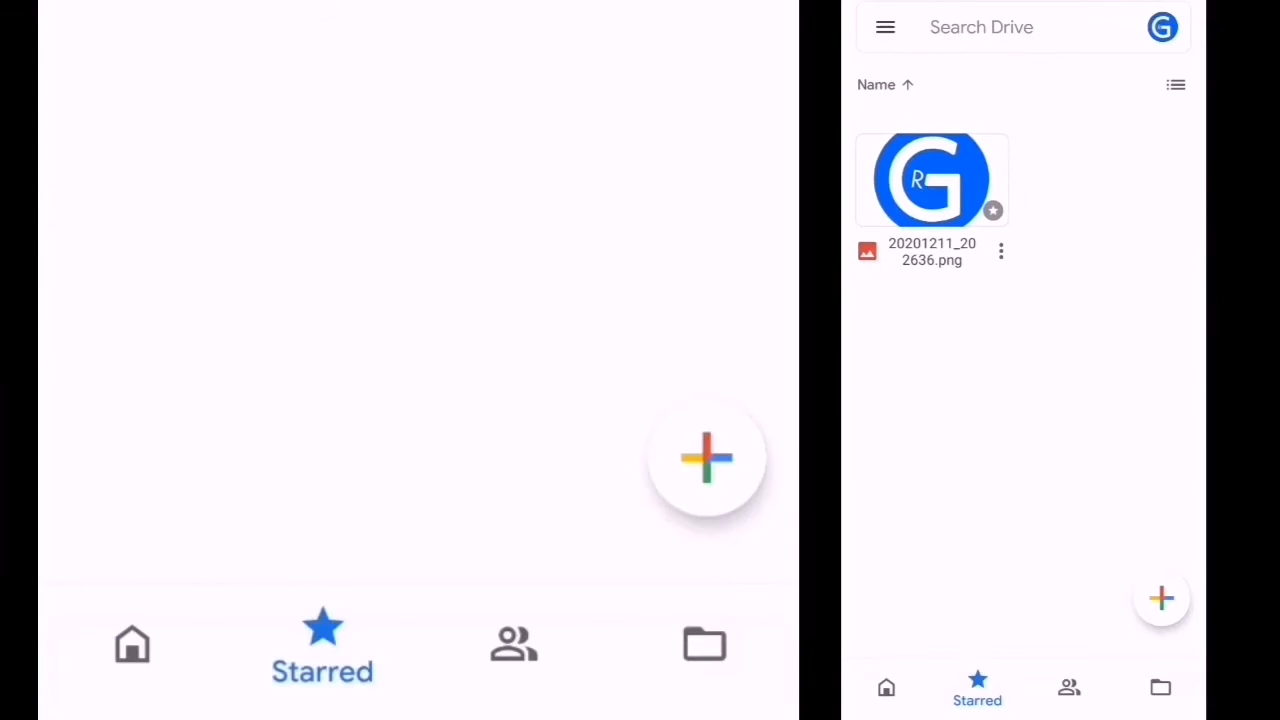 Starred
Search Drive
G
Name ↑
G
R
20201211_20
2636.png
Starred